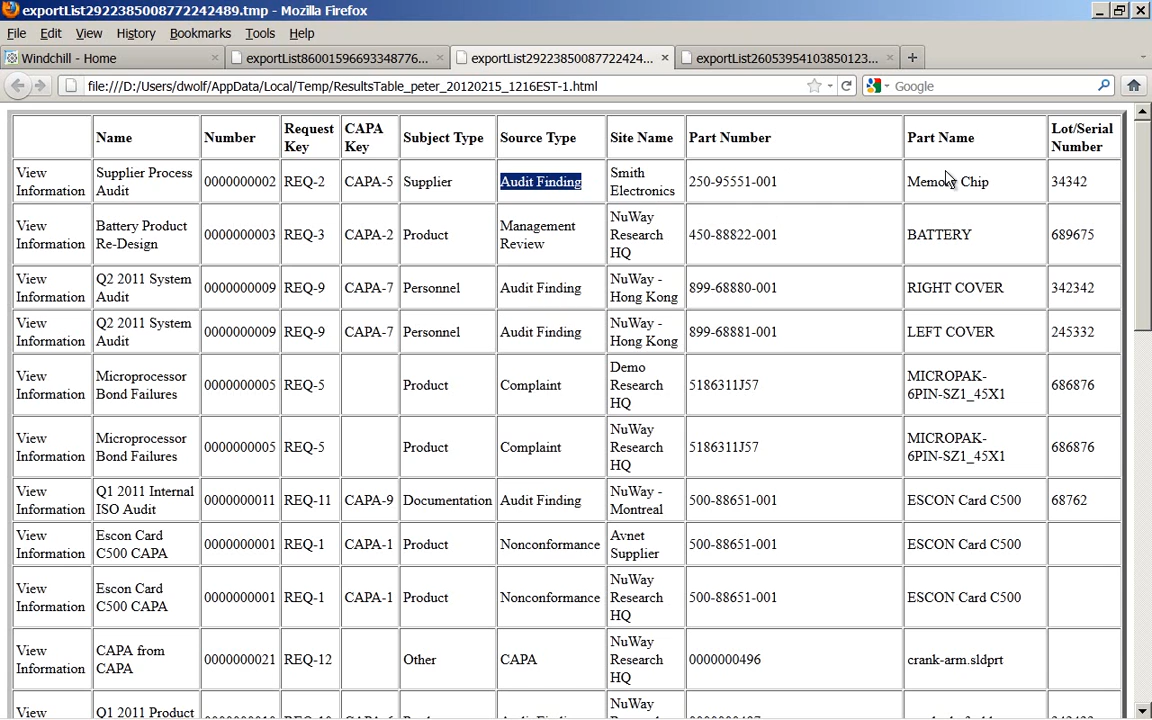 exportList2922385008772242489.tmp - Mozilla Firefox
File Edit View History Bookmarks Tools Help
Windchill - Home × exportList86001596693348776... × exportList29223850087722424... × exportList26053954103850123... × +
file:///D:/Users/dwolf/AppData/Local/Temp/ResultsTable_peter_20120215_1216EST-1.html Google
Name Number Request Key CAPA Key Subject Type Source Type Site Name Part Number Part Name Lot/Serial Number
View Information Supplier Process Audit 0000000002 REQ-2 CAPA-5 Supplier Audit Finding Smith Electronics 250-95551-001 Memory Chip 34342
View Information Battery Product Re-Design 0000000003 REQ-3 CAPA-2 Product Management Review NuWay Research HQ 450-88822-001 BATTERY 689675
View Information Q2 2011 System Audit 0000000009 REQ-9 CAPA-7 Personnel Audit Finding NuWay - Hong Kong 899-68880-001 RIGHT COVER 342342
View Information Q2 2011 System Audit 0000000009 REQ-9 CAPA-7 Personnel Audit Finding NuWay - Hong Kong 899-68881-001 LEFT COVER 245332
View Information Microprocessor Bond Failures 0000000005 REQ-5 Product Complaint Demo Research HQ 5186311J57 MICROPAK-6PIN-SZ1_45X1 686876
View Information Microprocessor Bond Failures 0000000005 REQ-5 Product Complaint NuWay Research HQ 5186311J57 MICROPAK-6PIN-SZ1_45X1 686876
View Information Q1 2011 Internal ISO Audit 0000000011 REQ-11 CAPA-9 Documentation Audit Finding NuWay - Montreal 500-88651-001 ESCON Card C500 68762
View Information Escon Card C500 CAPA 0000000001 REQ-1 CAPA-1 Product Nonconformance Avnet Supplier 500-88651-001 ESCON Card C500
View Information Escon Card C500 CAPA 0000000001 REQ-1 CAPA-1 Product Nonconformance NuWay Research HQ 500-88651-001 ESCON Card C500
View Information CAPA from CAPA 0000000021 REQ-12 Other CAPA NuWay Research HQ 0000000496 crank-arm.sldprt
View Q1 2011 Product NuWay